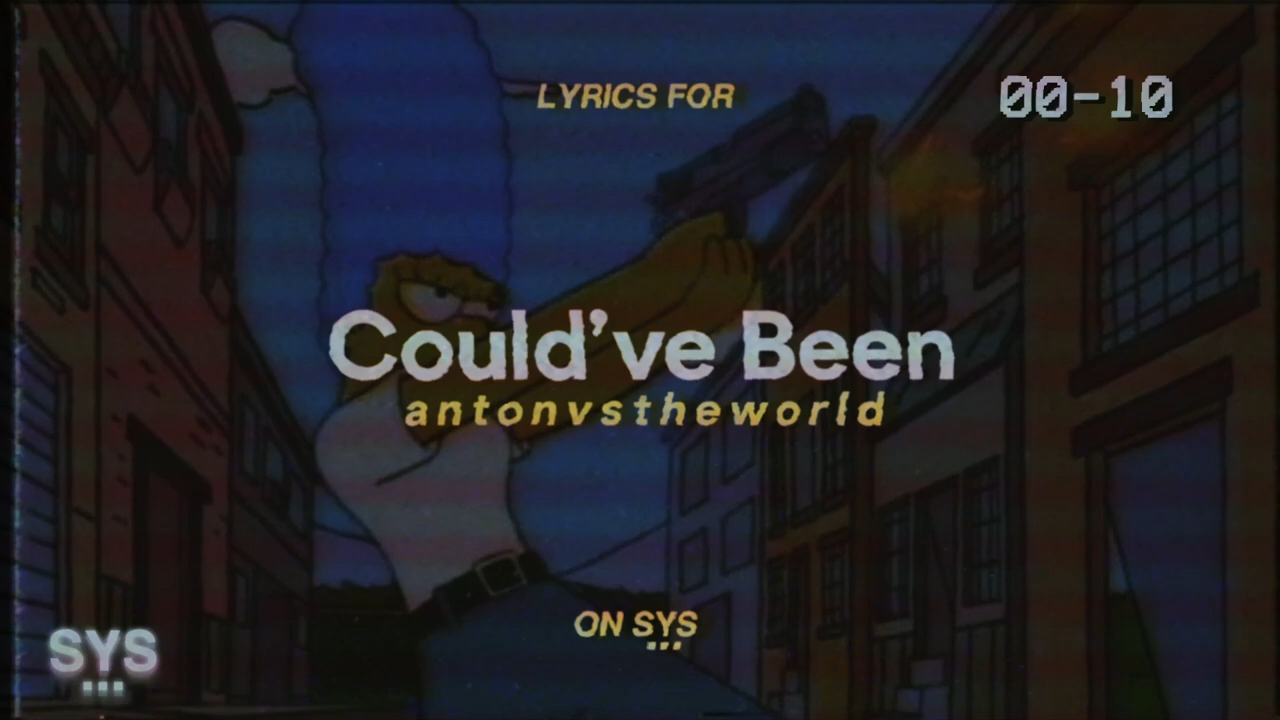 LYRICS FOR
00-10
Could've Been
antonvstheworld
ON SYS
SYS